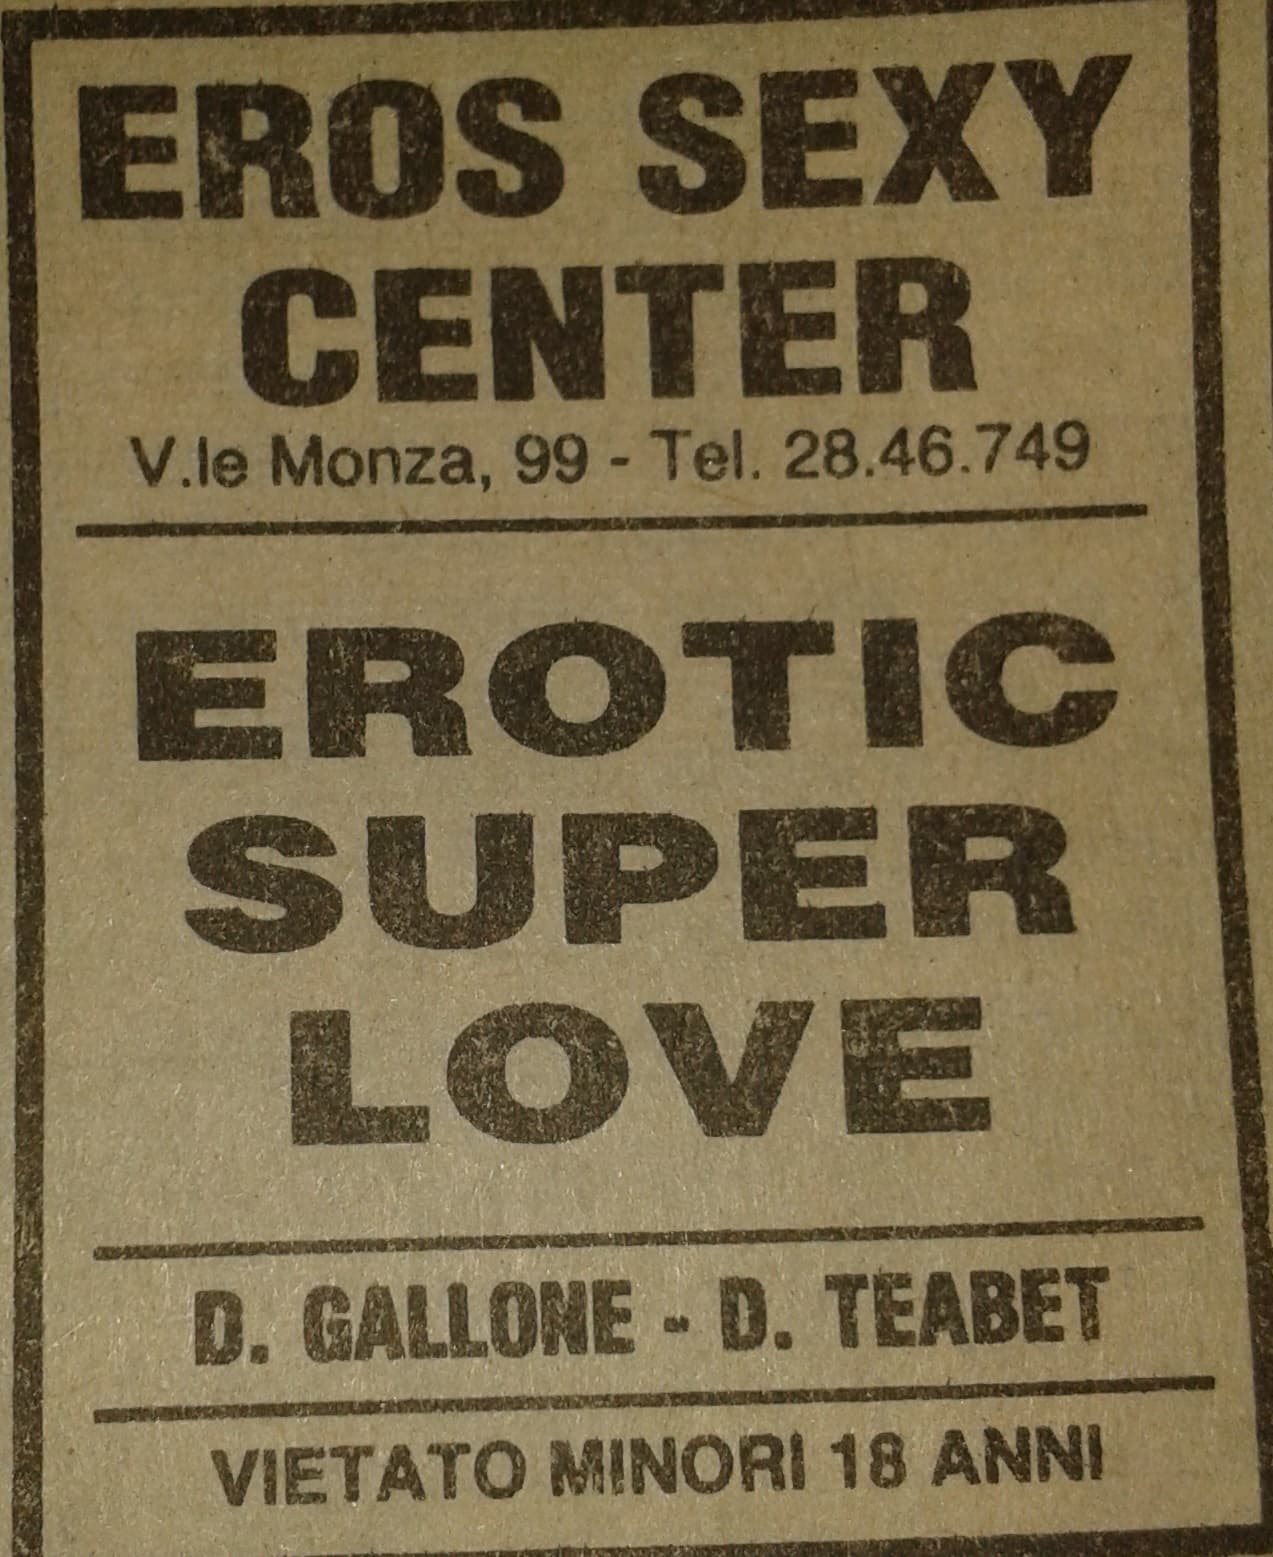 EROS SEXY
CENTER
V.le Monza, 99 - Tel. 28.46.749
EROTIC
SUPER
LOVE
D. GALLONE - D. TEABET
VIETATO MINORI 18 ANNI